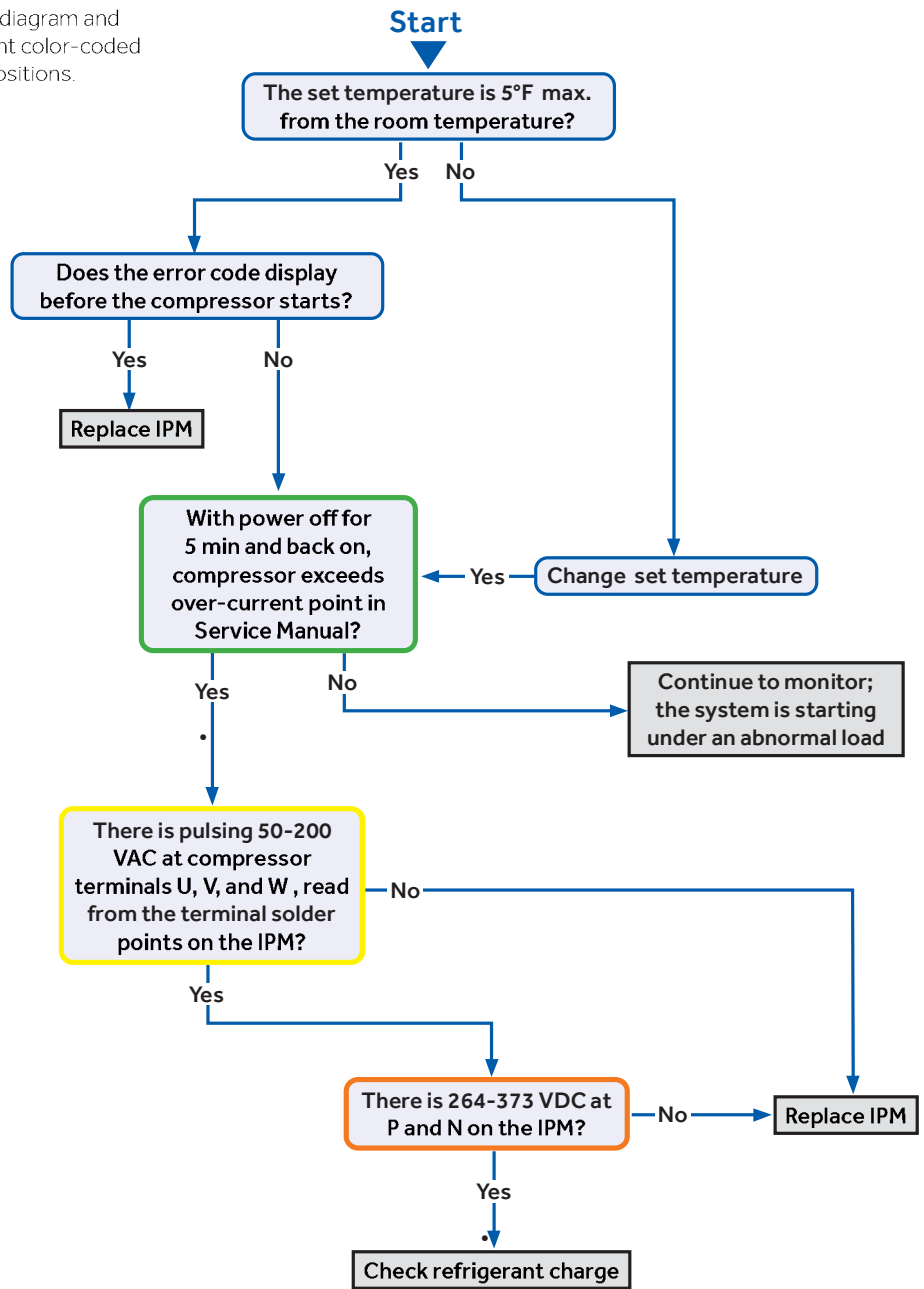 diagram and
nt color-coded
ositions.
Start
The set temperature is 5°F max.
from the room temperature?
Yes
No
Does the error code display
before the compressor starts?
Yes
No
Replace IPM
With power off for
5 min and back on,
compressor exceeds
over-current point in
Service Manual?
Yes
Change set temperature
Yes
No
Continue to monitor;
the system is starting
under an abnormal load
There is pulsing 50-200
VAC at compressor
terminals U, V, and W , read
from the terminal solder
points on the IPM?
No
Yes
There is 264-373 VDC at
P and N on the IPM?
No
Replace IPM
Yes
Check refrigerant charge